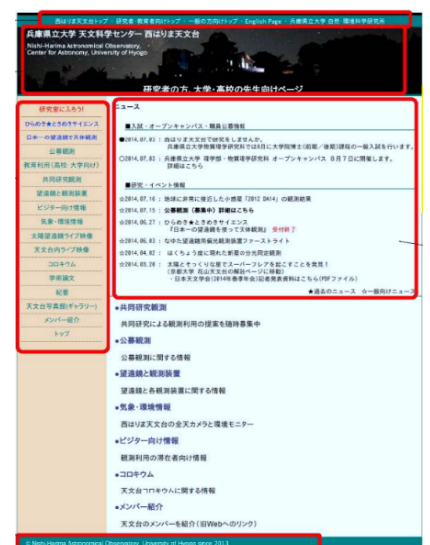 西はりま天文台トップ ・ 研究者・教育者向けトップ ・ 一般の方向けトップ ・ English Page ・ 兵庫県立大学 自然・環境科学研究所
兵庫県立大学 天文科学センター 西はりま天文台
Nishi-Harima Astronomical Observatory,
Center for Astronomy, University of Hyogo
研究者の方、大学・高校の先生向けページ
研究室に入ろう!
ひらめき★ときめきサイエンス
日本一の望遠鏡で天体観測
公募観測
教育利用(高校・大学向け)
共同研究観測
望遠鏡と観測装置
ビジター向け情報
気象・環境情報
太陽望遠鏡ライブ映像
天文台内ライブ映像
コロキウム
学術論文
紀要
天文台写真館(ギャラリー)
メンバー紹介
トップ
ニュース
■入試・オープンキャンパス・職員公募情報
●2014.07.03 : 西はりま天文台で研究をしませんか。
兵庫県立大学物質理学研究科では8月に大学院博士(前期/後期)課程の一般入試を行います。
○2014.07.03 : 兵庫県立大学 理学部・物質理学研究科 オープンキャンパス 8月7日に開催します。
詳細はこちら
■研究・イベント情報
☆2014.07.16 : 地球に非常に接近した小惑星「2012 DA14」の観測結果
☆2014.07.15 : 公募観測(募集中)詳細はこちら
☆2014.06.27 : ひらめき★ときめきサイエンス
『日本一の望遠鏡を使って天体観測』 受付終了
☆2014.06.03 : なゆた望遠鏡用偏光観測装置ファーストライト
☆2014.04.02 : はくちょう座に現れた新星の分光同定観測
☆2014.03.20 : 太陽とそっくりな星でスーパーフレアを起こすことを発見!
(京都大学 花山天文台の解説ページに移動)
・日本天文学会(2014年春季年会)記者発表資料はこちら(PDFファイル)
★過去のニュース ☆一般向けニュース
●共同研究観測
共同研究による観測利用の提案を随時募集中
●公募観測
公募観測に関する情報
●望遠鏡と観測装置
望遠鏡と各観測装置に関する情報
●気象・環境情報
西はりま天文台の全天カメラと環境モニター
●ビジター向け情報
観測利用の滞在者向け情報
●コロキウム
天文台コロキウムに関する情報
●メンバー紹介
天文台のメンバーを紹介(旧Webへのリンク)
© Nishi-Harima Astronomical Observatory, University of Hyogo since 2013